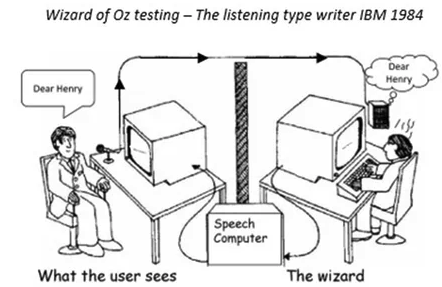 Wizard of Oz testing – The listening type writer IBM 1984
Dear Henry
Dear
Henry
Speech
Computer
What the user sees
The wizard